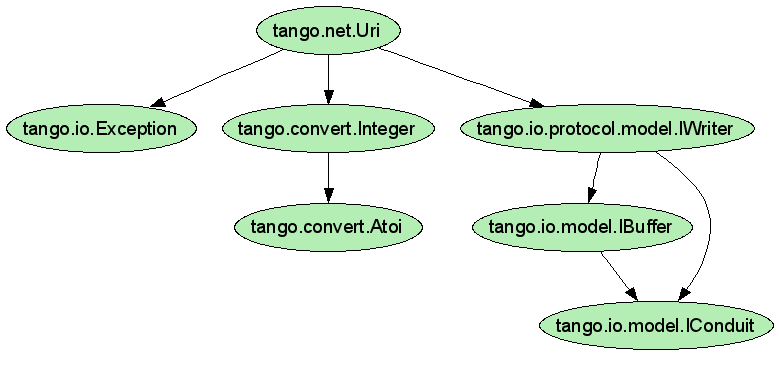 tango.net.Uri
tango.io.Exception
tango.convert.Integer
tango.io.protocol.model.IWriter
tango.convert.Atoi
tango.io.model.IBuffer
tango.io.model.IConduit